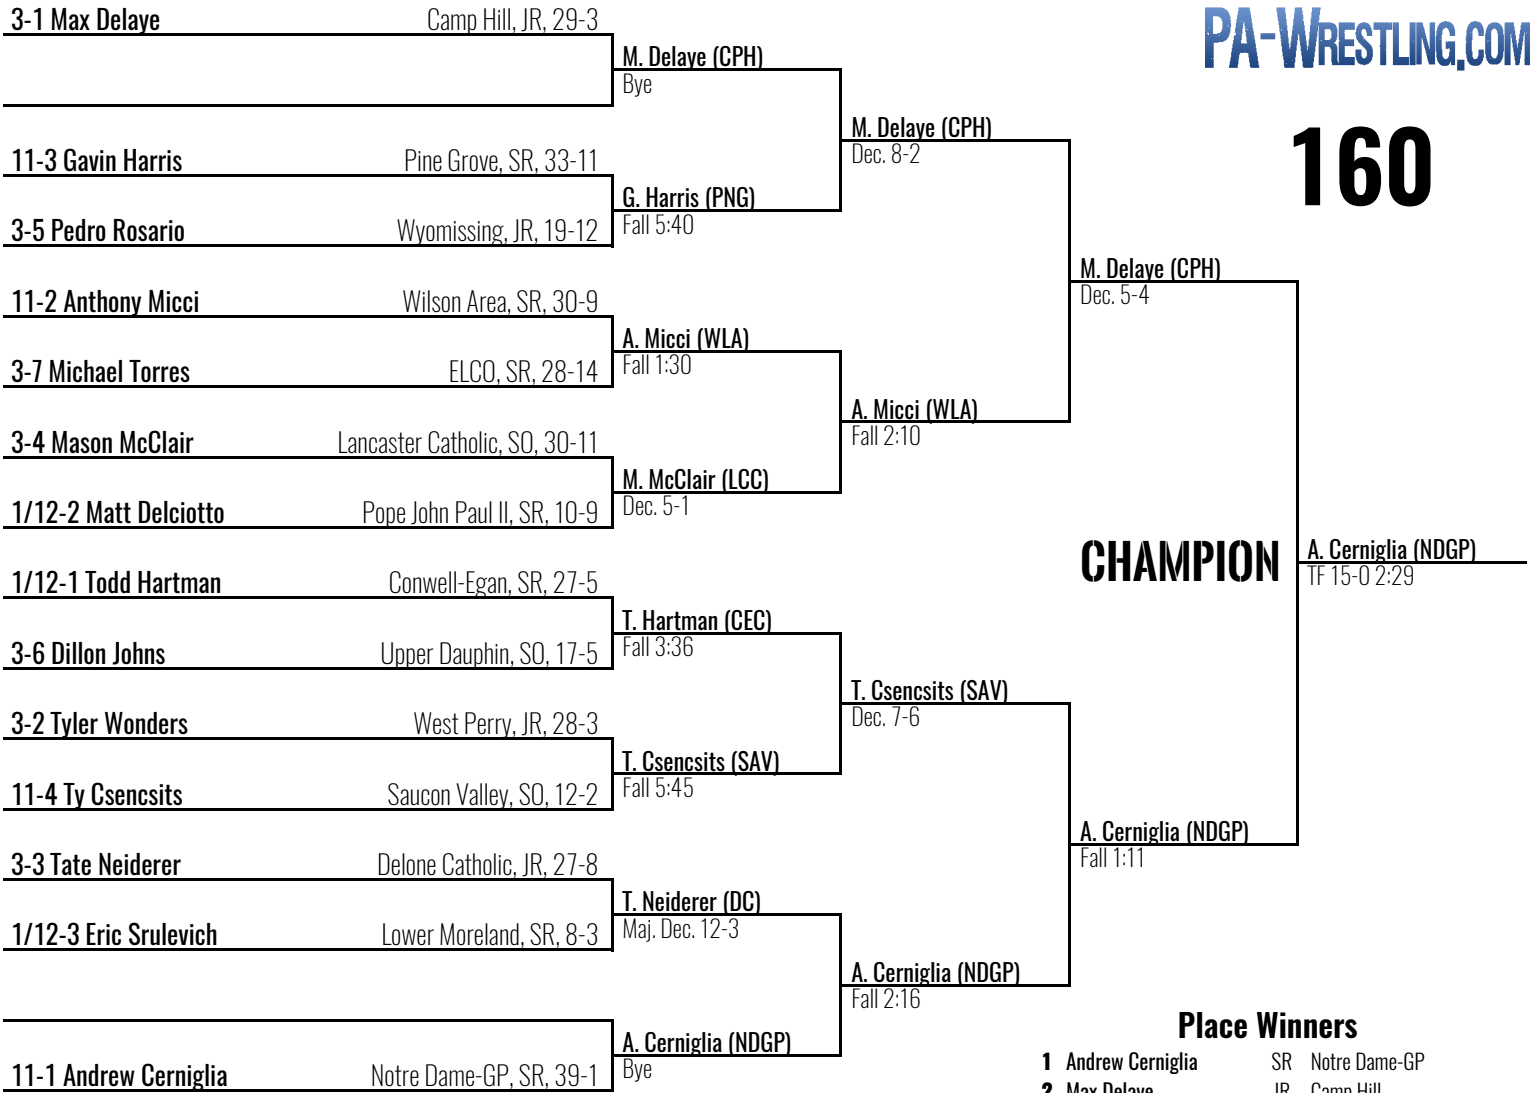 PA-WRESTLING.COM
160
3-1 Max Delaye Camp Hill, JR, 29-3
M. Delaye (CPH)
Bye
M. Delaye (CPH)
Dec. 8-2
11-3 Gavin Harris Pine Grove, SR, 33-11
G. Harris (PNG)
Fall 5:40
3-5 Pedro Rosario Wyomissing, JR, 19-12
M. Delaye (CPH)
Dec. 5-4
11-2 Anthony Micci Wilson Area, SR, 30-9
A. Micci (WLA)
Fall 1:30
3-7 Michael Torres ELCO, SR, 28-14
A. Micci (WLA)
Fall 2:10
3-4 Mason McClair Lancaster Catholic, SO, 30-11
M. McClair (LCC)
Dec. 5-1
1/12-2 Matt Delciotto Pope John Paul II, SR, 10-9
CHAMPION
A. Cerniglia (NDGP)
TF 15-0 2:29
1/12-1 Todd Hartman Conwell-Egan, SR, 27-5
T. Hartman (CEC)
Fall 3:36
3-6 Dillon Johns Upper Dauphin, SO, 17-5
T. Csencsits (SAV)
Dec. 7-6
3-2 Tyler Wonders West Perry, JR, 28-3
T. Csencsits (SAV)
Fall 5:45
11-4 Ty Csencsits Saucon Valley, SO, 12-2
A. Cerniglia (NDGP)
Fall 1:11
3-3 Tate Neiderer Delone Catholic, JR, 27-8
T. Neiderer (DC)
Maj. Dec. 12-3
1/12-3 Eric Srulevich Lower Moreland, SR, 8-3
A. Cerniglia (NDGP)
Fall 2:16
A. Cerniglia (NDGP)
Bye
11-1 Andrew Cerniglia Notre Dame-GP, SR, 39-1
Place Winners
1 Andrew Cerniglia SR Notre Dame-GP
2 Max Delaye JR Camp Hill